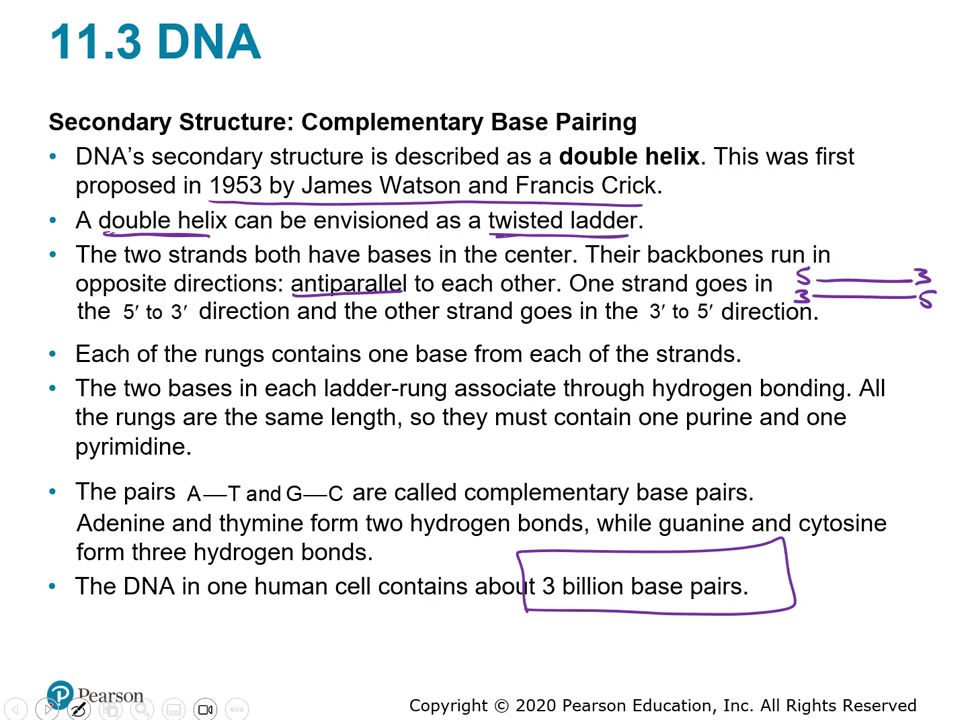 11.3 DNA
Secondary Structure: Complementary Base Pairing
• DNA's secondary structure is described as a double helix. This was first
proposed in 1953 by James Watson and Francis Crick.
• A double helix can be envisioned as a twisted ladder.
• The two strands both have bases in the center. Their backbones run in
opposite directions: antiparallel to each other. One strand goes in
the 5′ to 3′ direction and the other strand goes in the 3′ to 5′ direction.
5 3
3 5
• Each of the rungs contains one base from each of the strands.
• The two bases in each ladder-rung associate through hydrogen bonding. All
the rungs are the same length, so they must contain one purine and one
pyrimidine.
• The pairs A—T and G—C are called complementary base pairs.
Adenine and thymine form two hydrogen bonds, while guanine and cytosine
form three hydrogen bonds.
• The DNA in one human cell contains about 3 billion base pairs.
P Pearson
Copyright © 2020 Pearson Education, Inc. All Rights Reserved